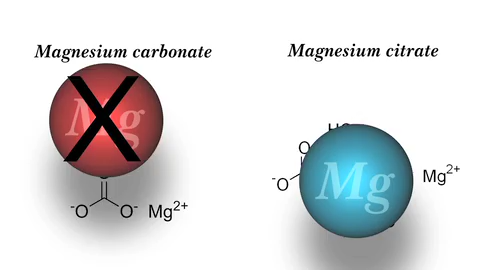 Magnesium carbonate
Magnesium citrate
Mg
X
-O O- Mg2+
O
-O
Mg
Mg2+